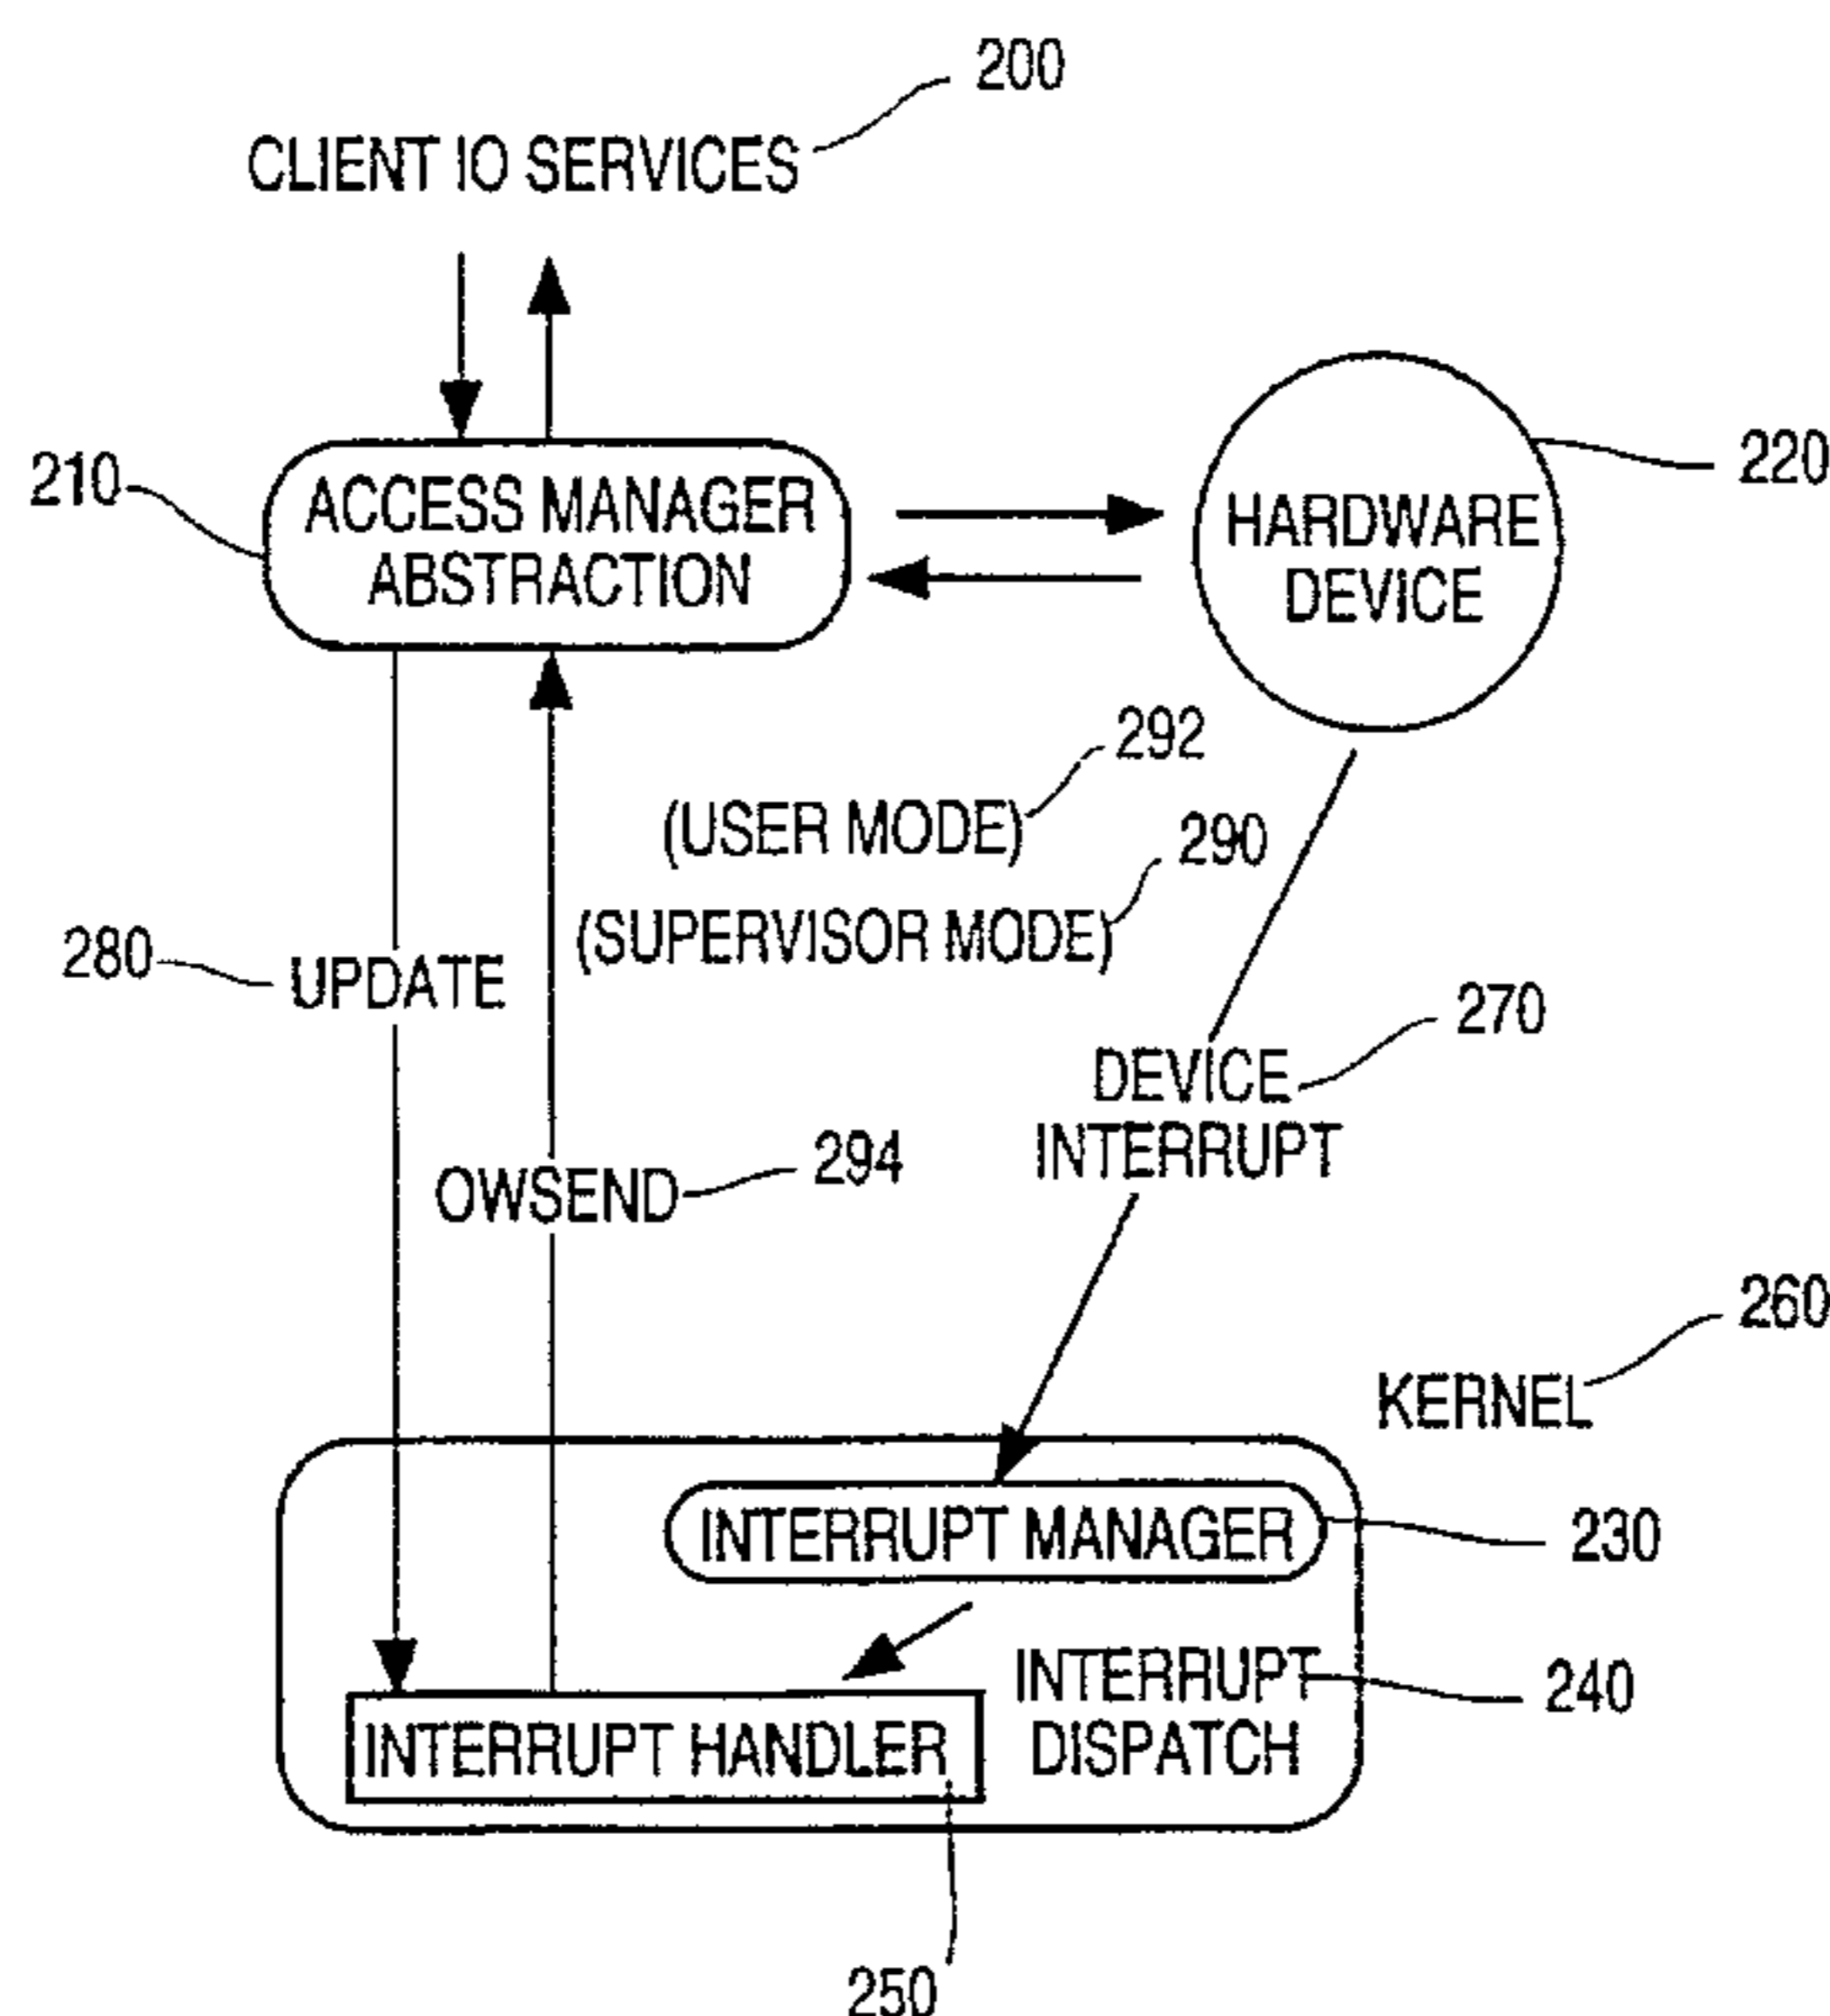 200
CLIENT IO SERVICES
210
ACCESS MANAGER
ABSTRACTION
220
HARDWARE
DEVICE
292
(USER MODE)
290
(SUPERVISOR MODE)
280
UPDATE
270
DEVICE
INTERRUPT
294
OWSEND
260
KERNEL
INTERRUPT MANAGER
230
INTERRUPT
DISPATCH
240
INTERRUPT HANDLER
250